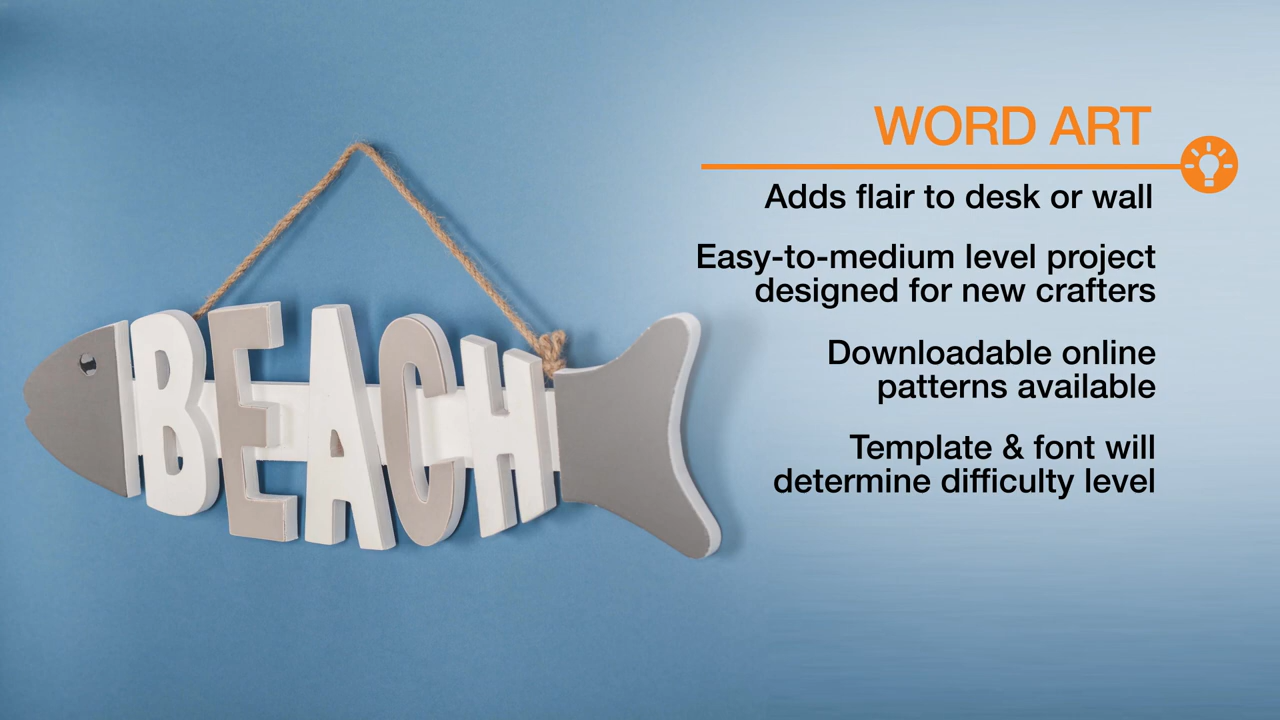 BEACH
WORD ART
Adds flair to desk or wall
Easy-to-medium level project
designed for new crafters
Downloadable online
patterns available
Template & font will
determine difficulty level